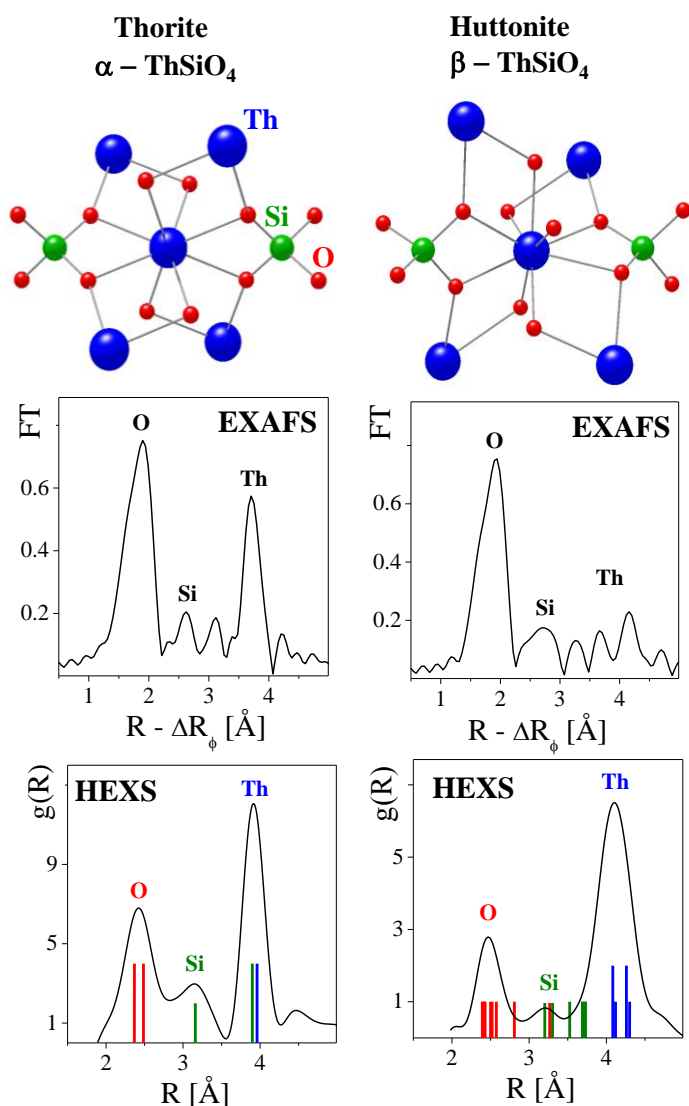 Thorite
α – ThSiO₄
Huttonite
β – ThSiO₄
Th
Si
O
FT
EXAFS
O
Th
Si
0.6
0.4
0.2
1 2 3 4
R - ΔRϕ [Å]
FT
EXAFS
O
Th
Si
0.6
0.4
0.2
1 2 3 4
R - ΔRϕ [Å]
g(R)
HEXS
Th
O
Si
9
5
1
2 3 4
R [Å]
g(R)
HEXS
Th
O
Si
5
3
1
2 3 4
R [Å]